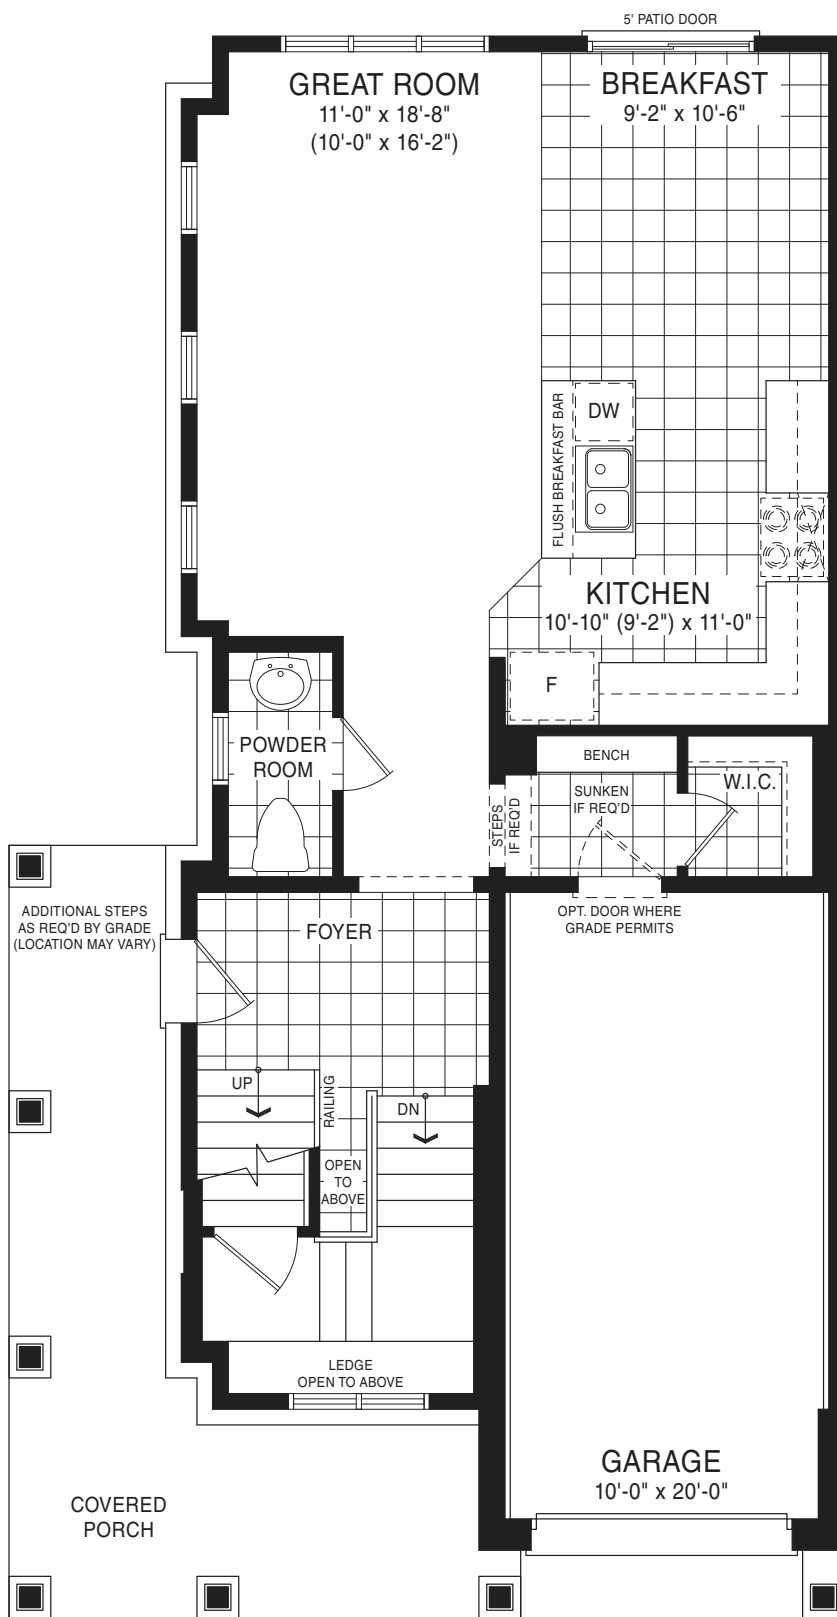 5' PATIO DOOR
GREAT ROOM
11'-0" x 18'-8"
(10'-0" x 16'-2")
BREAKFAST
9'-2" x 10'-6"
FLUSH BREAKFAST BAR
DW
KITCHEN
10'-10" (9'-2") x 11'-0"
F
POWDER
ROOM
BENCH
STEPS
IF REQ'D
SUNKEN
IF REQ'D
W.I.C.
ADDITIONAL STEPS
AS REQ'D BY GRADE
(LOCATION MAY VARY)
FOYER
OPT. DOOR WHERE
GRADE PERMITS
UP
RAILING
DN
OPEN
TO
ABOVE
LEDGE
OPEN TO ABOVE
GARAGE
10'-0" x 20'-0"
COVERED
PORCH